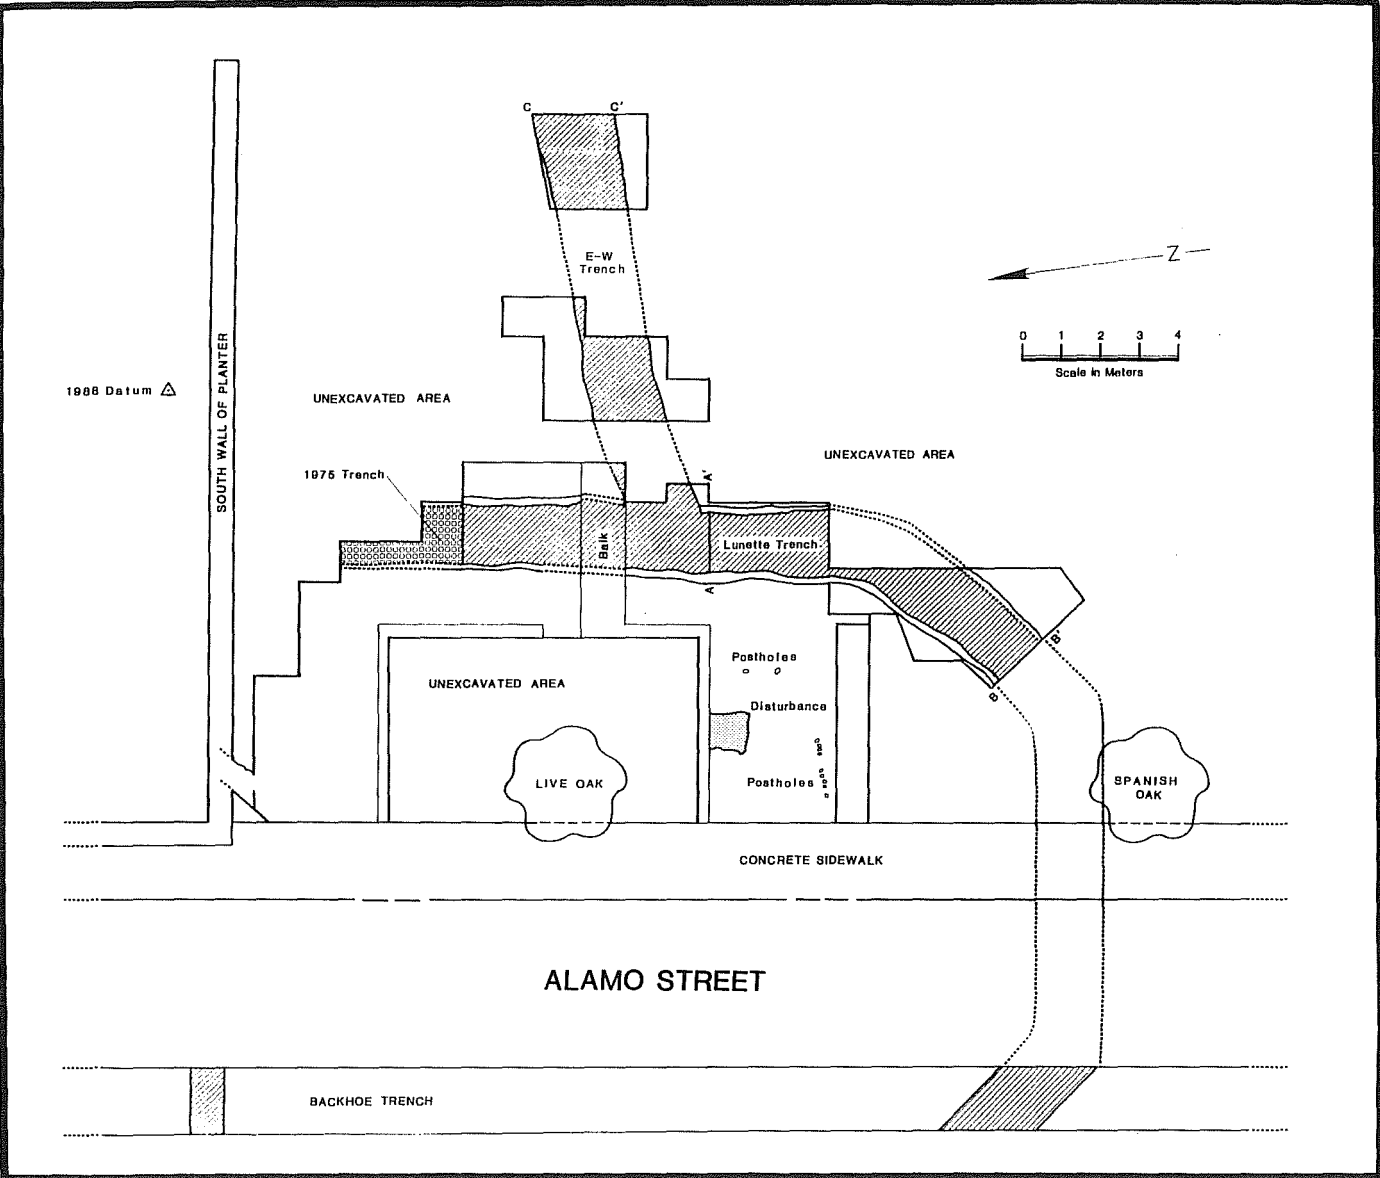 C C'
E-W
Trench
Z
0 1 2 3 4
Scale in Meters
1988 Datum
SOUTH WALL OF PLANTER
UNEXCAVATED AREA
UNEXCAVATED AREA
1975 Trench
A'
Balk
Lunette Trench
A
B'
B
Postholes
UNEXCAVATED AREA
Disturbance
Postholes
LIVE OAK
SPANISH
OAK
CONCRETE SIDEWALK
ALAMO STREET
BACKHOE TRENCH